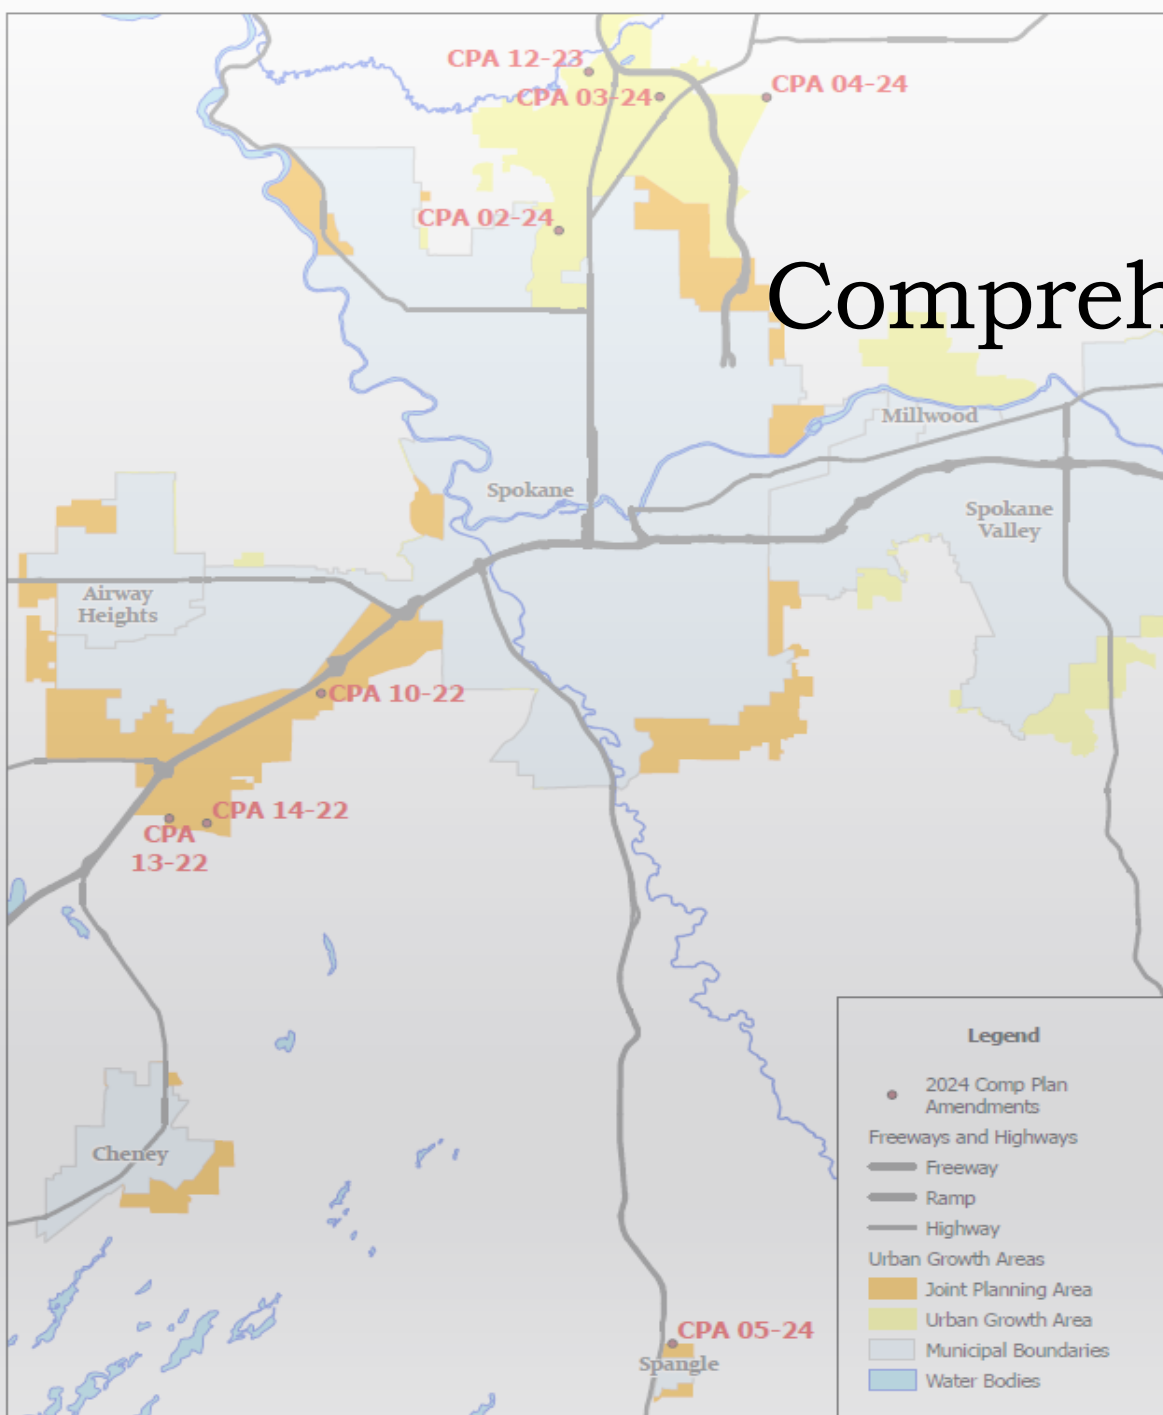 CPA 12-23
CPA 03-24
CPA 04-24
CPA 02-24
Compreh
Millwood
Spokane
Spokane
Valley
Airway
Heights
CPA 10-22
CPA 14-22
CPA
13-22
Legend
2024 Comp Plan
Amendments
Freeways and Highways
Freeway
Ramp
Highway
Urban Growth Areas
Joint Planning Area
Urban Growth Area
Municipal Boundaries
Water Bodies
Cheney
CPA 05-24
Spangle